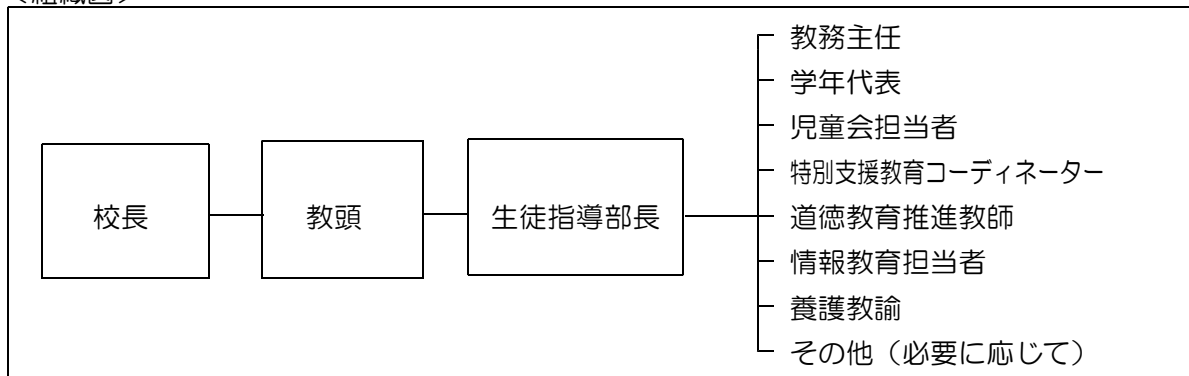 ＜組織図＞
校長
教頭
生徒指導部長
教務主任
学年代表
児童会担当者
特別支援教育コーディネーター
道徳教育推進教師
情報教育担当者
養護教諭
その他（必要に応じて）